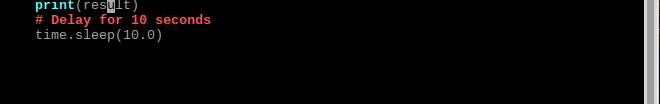 print(result)
# Delay for 10 seconds
time.sleep(10.0)